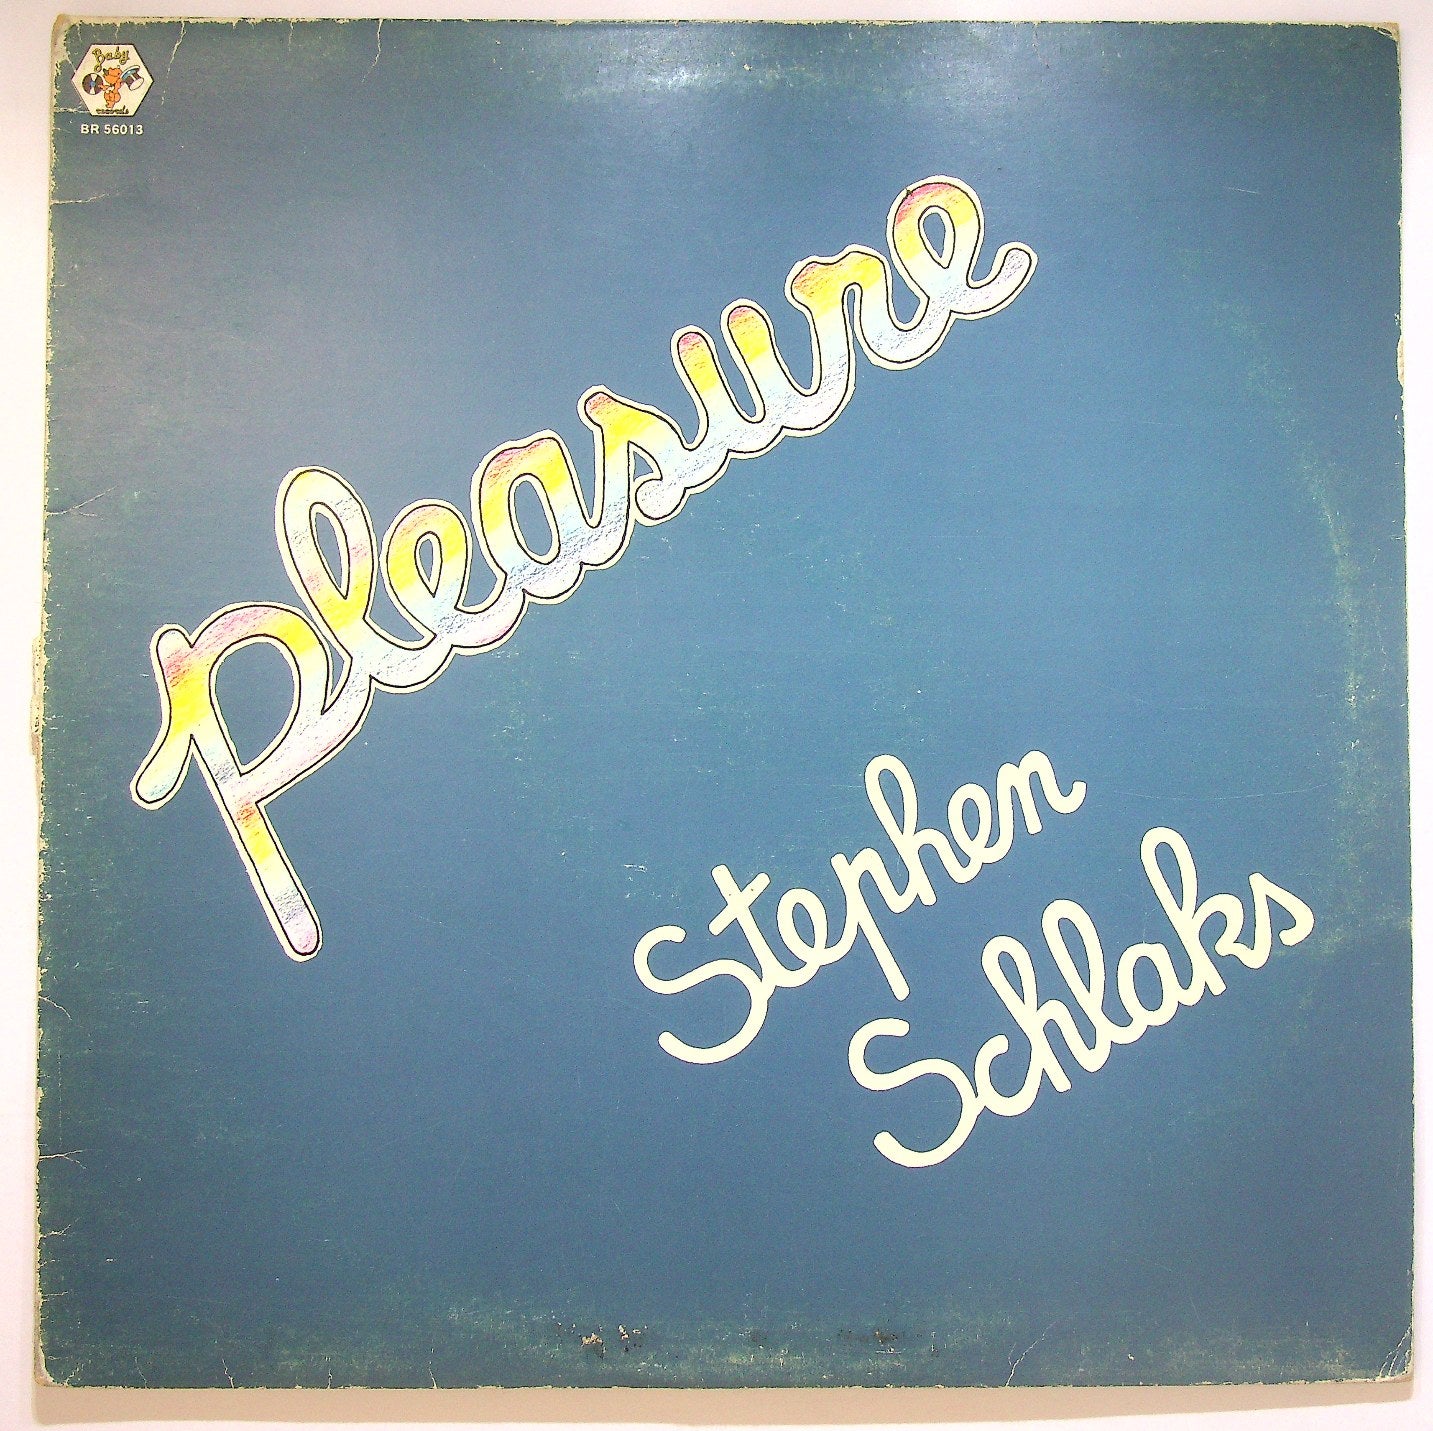 Baby
records
BR 56013
pleasure
Stephen
Schlaks